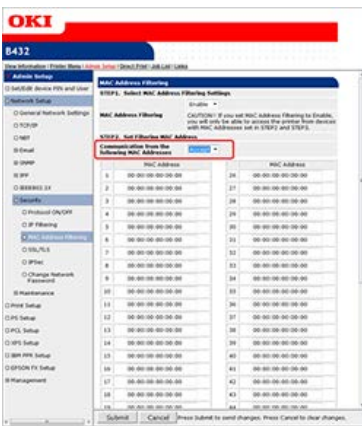 OKI
B432
View Information | Printer Menu | Admin Setup | Direct Print | Job List | Links
Admin Setup
Set/Edit device PIN and User
Network Setup
General Network Settings
TCP/IP
NBT
Email
SNMP
IPP
IEEE802.1X
Security
Protocol ON/OFF
IP Filtering
MAC Address Filtering
SSL/TLS
IPSec
Change Network
Password
Maintenance
Print Setup
PS Setup
PCL Setup
XPS Setup
IBM PPR Setup
EPSON FX Setup
Management
MAC Address Filtering
STEP1. Select MAC Address Filtering Settings
MAC Address Filtering
Enable
CAUTION! If you set MAC Address Filtering to Enable,
you will only be able to access the printer from devices
with MAC Addresses set in STEP2 and STEP3.
STEP2. Set Filtering MAC Address
Communication from the
following MAC Addresses
Accept
MAC Address MAC Address
1 00:00:00:00:00:00 26 00:00:00:00:00:00
2 00:00:00:00:00:00 27 00:00:00:00:00:00
3 00:00:00:00:00:00 28 00:00:00:00:00:00
4 00:00:00:00:00:00 29 00:00:00:00:00:00
5 00:00:00:00:00:00 30 00:00:00:00:00:00
6 00:00:00:00:00:00 31 00:00:00:00:00:00
7 00:00:00:00:00:00 32 00:00:00:00:00:00
8 00:00:00:00:00:00 33 00:00:00:00:00:00
9 00:00:00:00:00:00 34 00:00:00:00:00:00
10 00:00:00:00:00:00 35 00:00:00:00:00:00
11 00:00:00:00:00:00 36 00:00:00:00:00:00
12 00:00:00:00:00:00 37 00:00:00:00:00:00
13 00:00:00:00:00:00 38 00:00:00:00:00:00
14 00:00:00:00:00:00 39 00:00:00:00:00:00
15 00:00:00:00:00:00 40 00:00:00:00:00:00
16 00:00:00:00:00:00 41 00:00:00:00:00:00
17 00:00:00:00:00:00 42 00:00:00:00:00:00
18 00:00:00:00:00:00 43 00:00:00:00:00:00
Submit Cancel Press Submit to send changes. Press Cancel to clear changes.